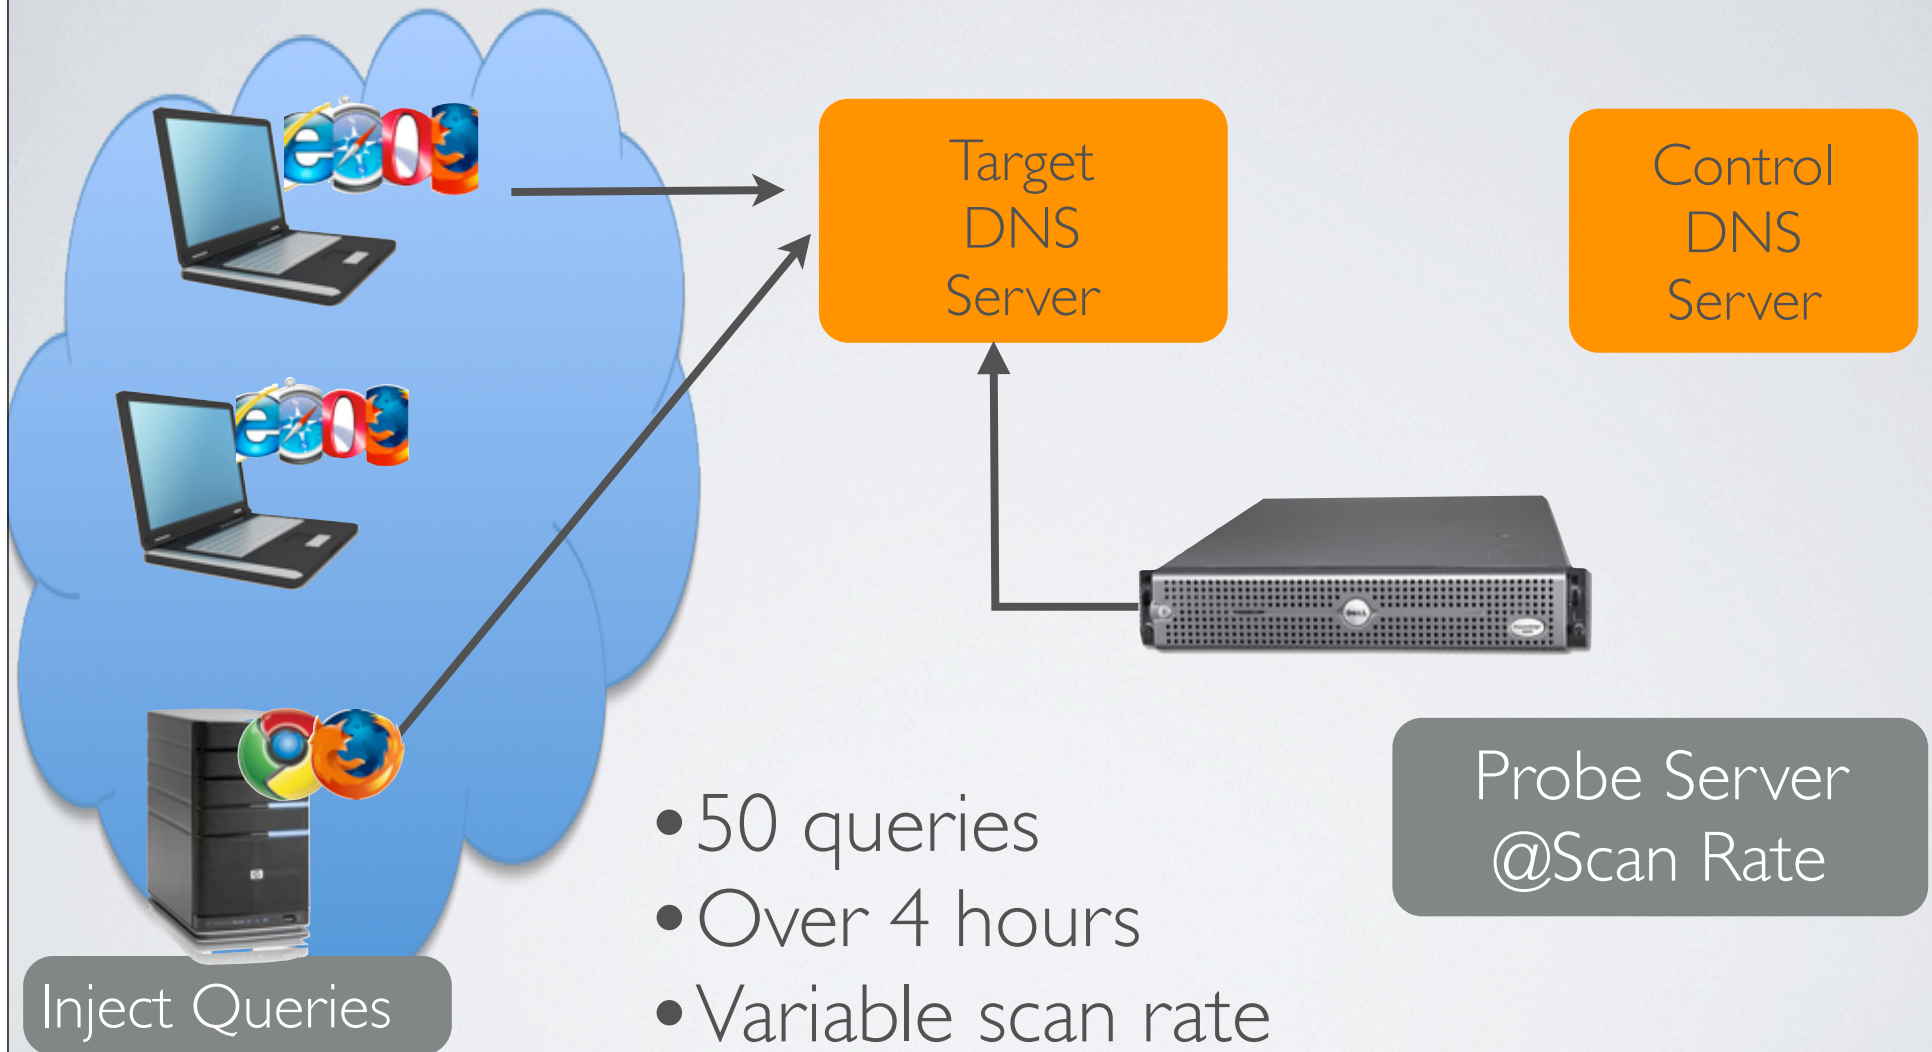 Target
DNS
Server
Control
DNS
Server
DELL
Probe Server
@Scan Rate
•50 queries
•Over 4 hours
•Variable scan rate
Inject Queries